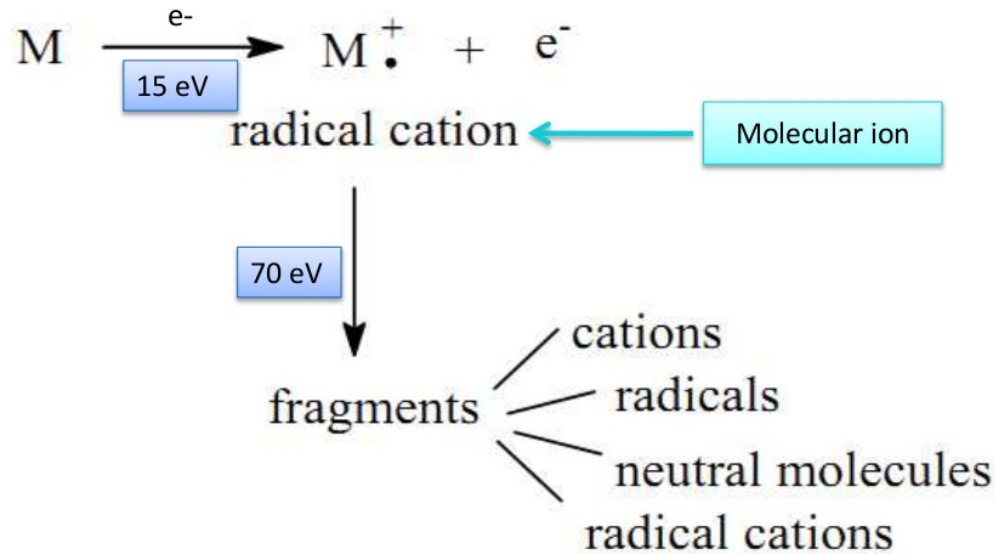 e-
M M+• + e-
15 eV
radical cation
Molecular ion
70 eV
cations
fragments
radicals
neutral molecules
radical cations